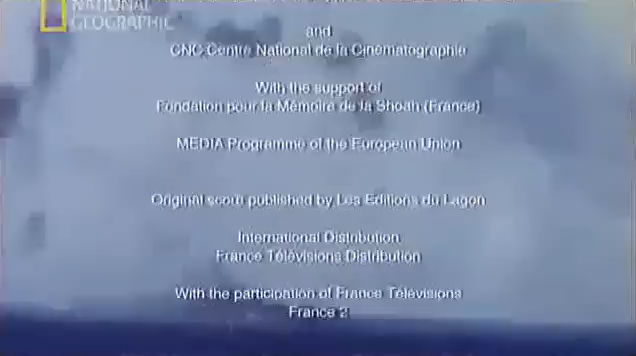 NATIONAL
GEOGRAPHIC
and
CNC-Centre National de la Cinématographie
With the support of
Fondation pour la Mémoire de la Shoah (France)
MEDIA Programme of the European Union
Original score published by Les Editions du Lagon
International Distribution
France Télévisions Distribution
With the participation of France Télévisions
France 2